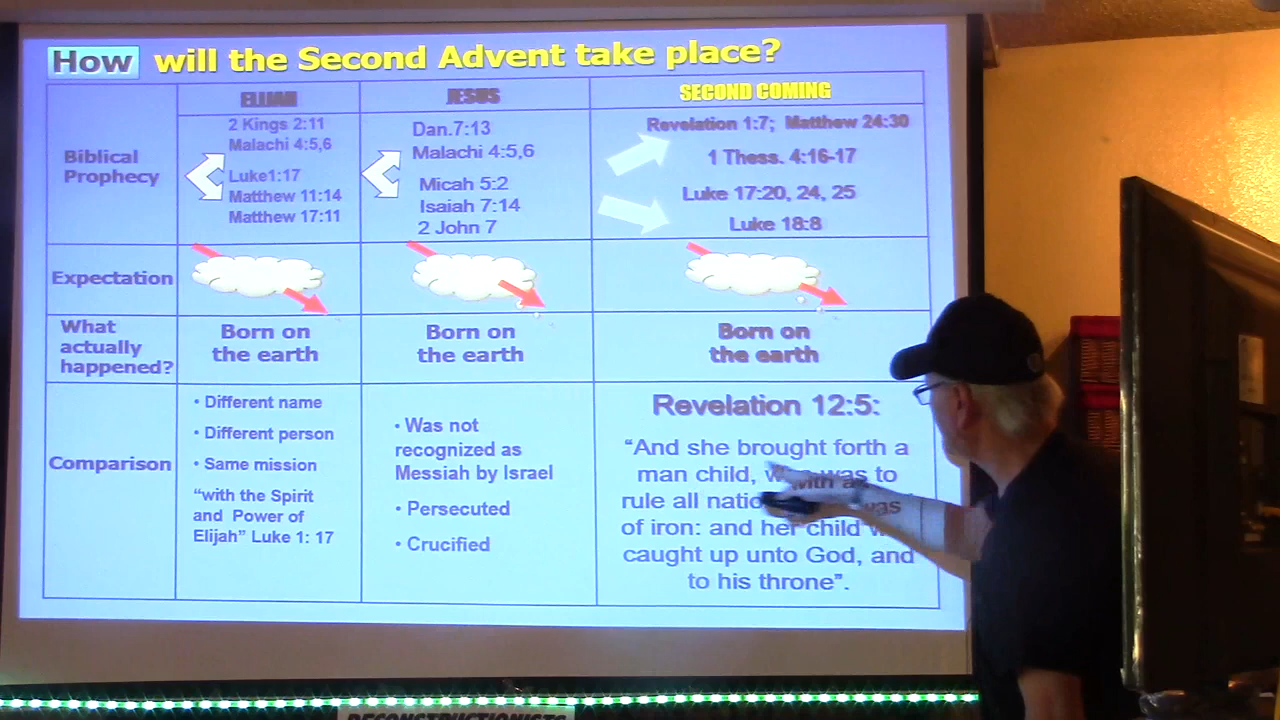 How will the Second Advent take place?
ELIJAH
JESUS
SECOND COMING
Biblical
Prophecy
2 Kings 2:11
Malachi 4:5,6
Luke1:17
Matthew 11:14
Matthew 17:11
Dan.7:13
Malachi 4:5,6
Micah 5:2
Isaiah 7:14
2 John 7
Revelation 1:7; Matthew 24:30
1 Thess. 4:16-17
Luke 17:20, 24, 25
Luke 18:8
Expectation
What
actually
happened?
Born on
the earth
Born on
the earth
Born on
the earth
Comparison
• Different name
• Different person
• Same mission
“with the Spirit
and Power of
Elijah” Luke 1: 17
• Was not
recognized as
Messiah by Israel
• Persecuted
• Crucified
Revelation 12:5:
“And she brought forth a
man child, was to
rule all with a
of iron: and her child was
caught up unto God, and
to his throne”.
DECONSTRUCTIONISTS